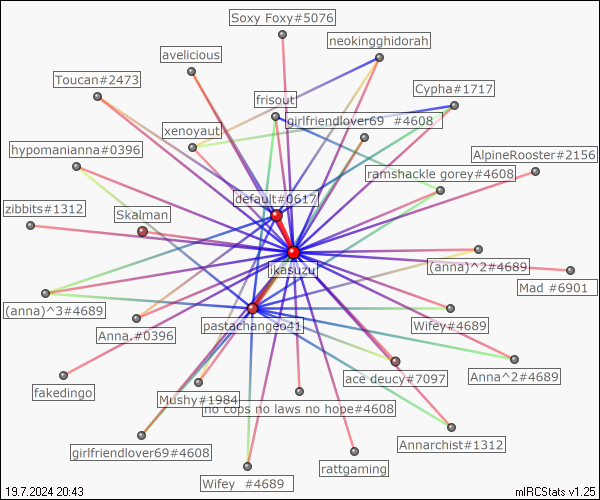 Soxy Foxy#5076
neokingghidorah
avelicious
Toucan#2473
Cypha#1717
frisout
girlfriendlover69 #4608
xenoyaut
hypomanianna#0396
AlpineRooster#2156
ramshackle gorey#4608
default#0617
zibbits#1312
Skalman
ikasuzu
(anna)^2#4689
Mad #6901
(anna)^3#4689
pastachangeo41
Wifey#4689
Anna.#0396
ace deucy#7097
Anna^2#4689
fakedingo
Mushy#1984
no cops no laws no hope#4608
Annarchist#1312
girlfriendlover69#4608
rattgaming
Wifey #4689
19.7.2024 20:43
mIRCStats v1.25